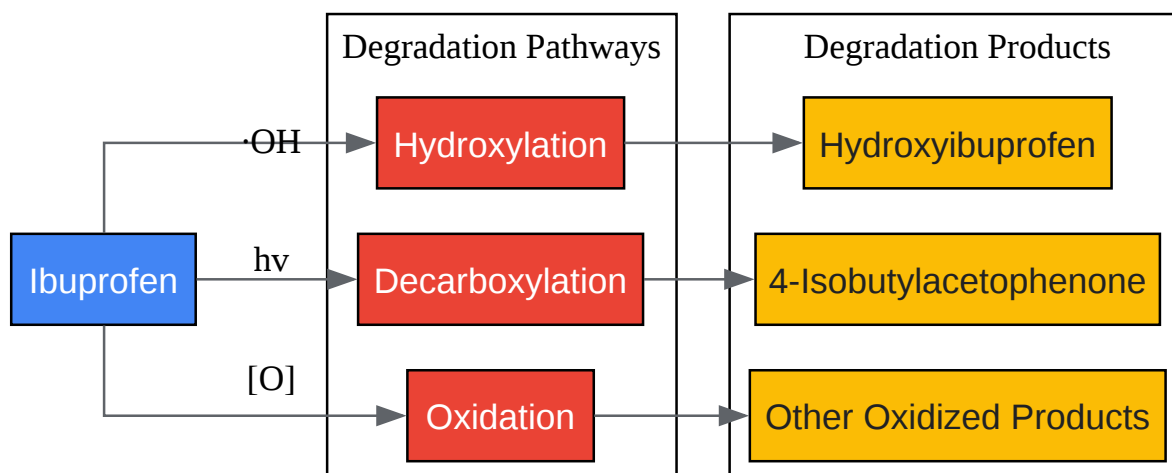 Degradation Pathways
Degradation Products
·OH
Hydroxylation
Hydroxyibuprofen
Ibuprofen
hv
Decarboxylation
4-Isobutylacetophenone
[O]
Oxidation
Other Oxidized Products